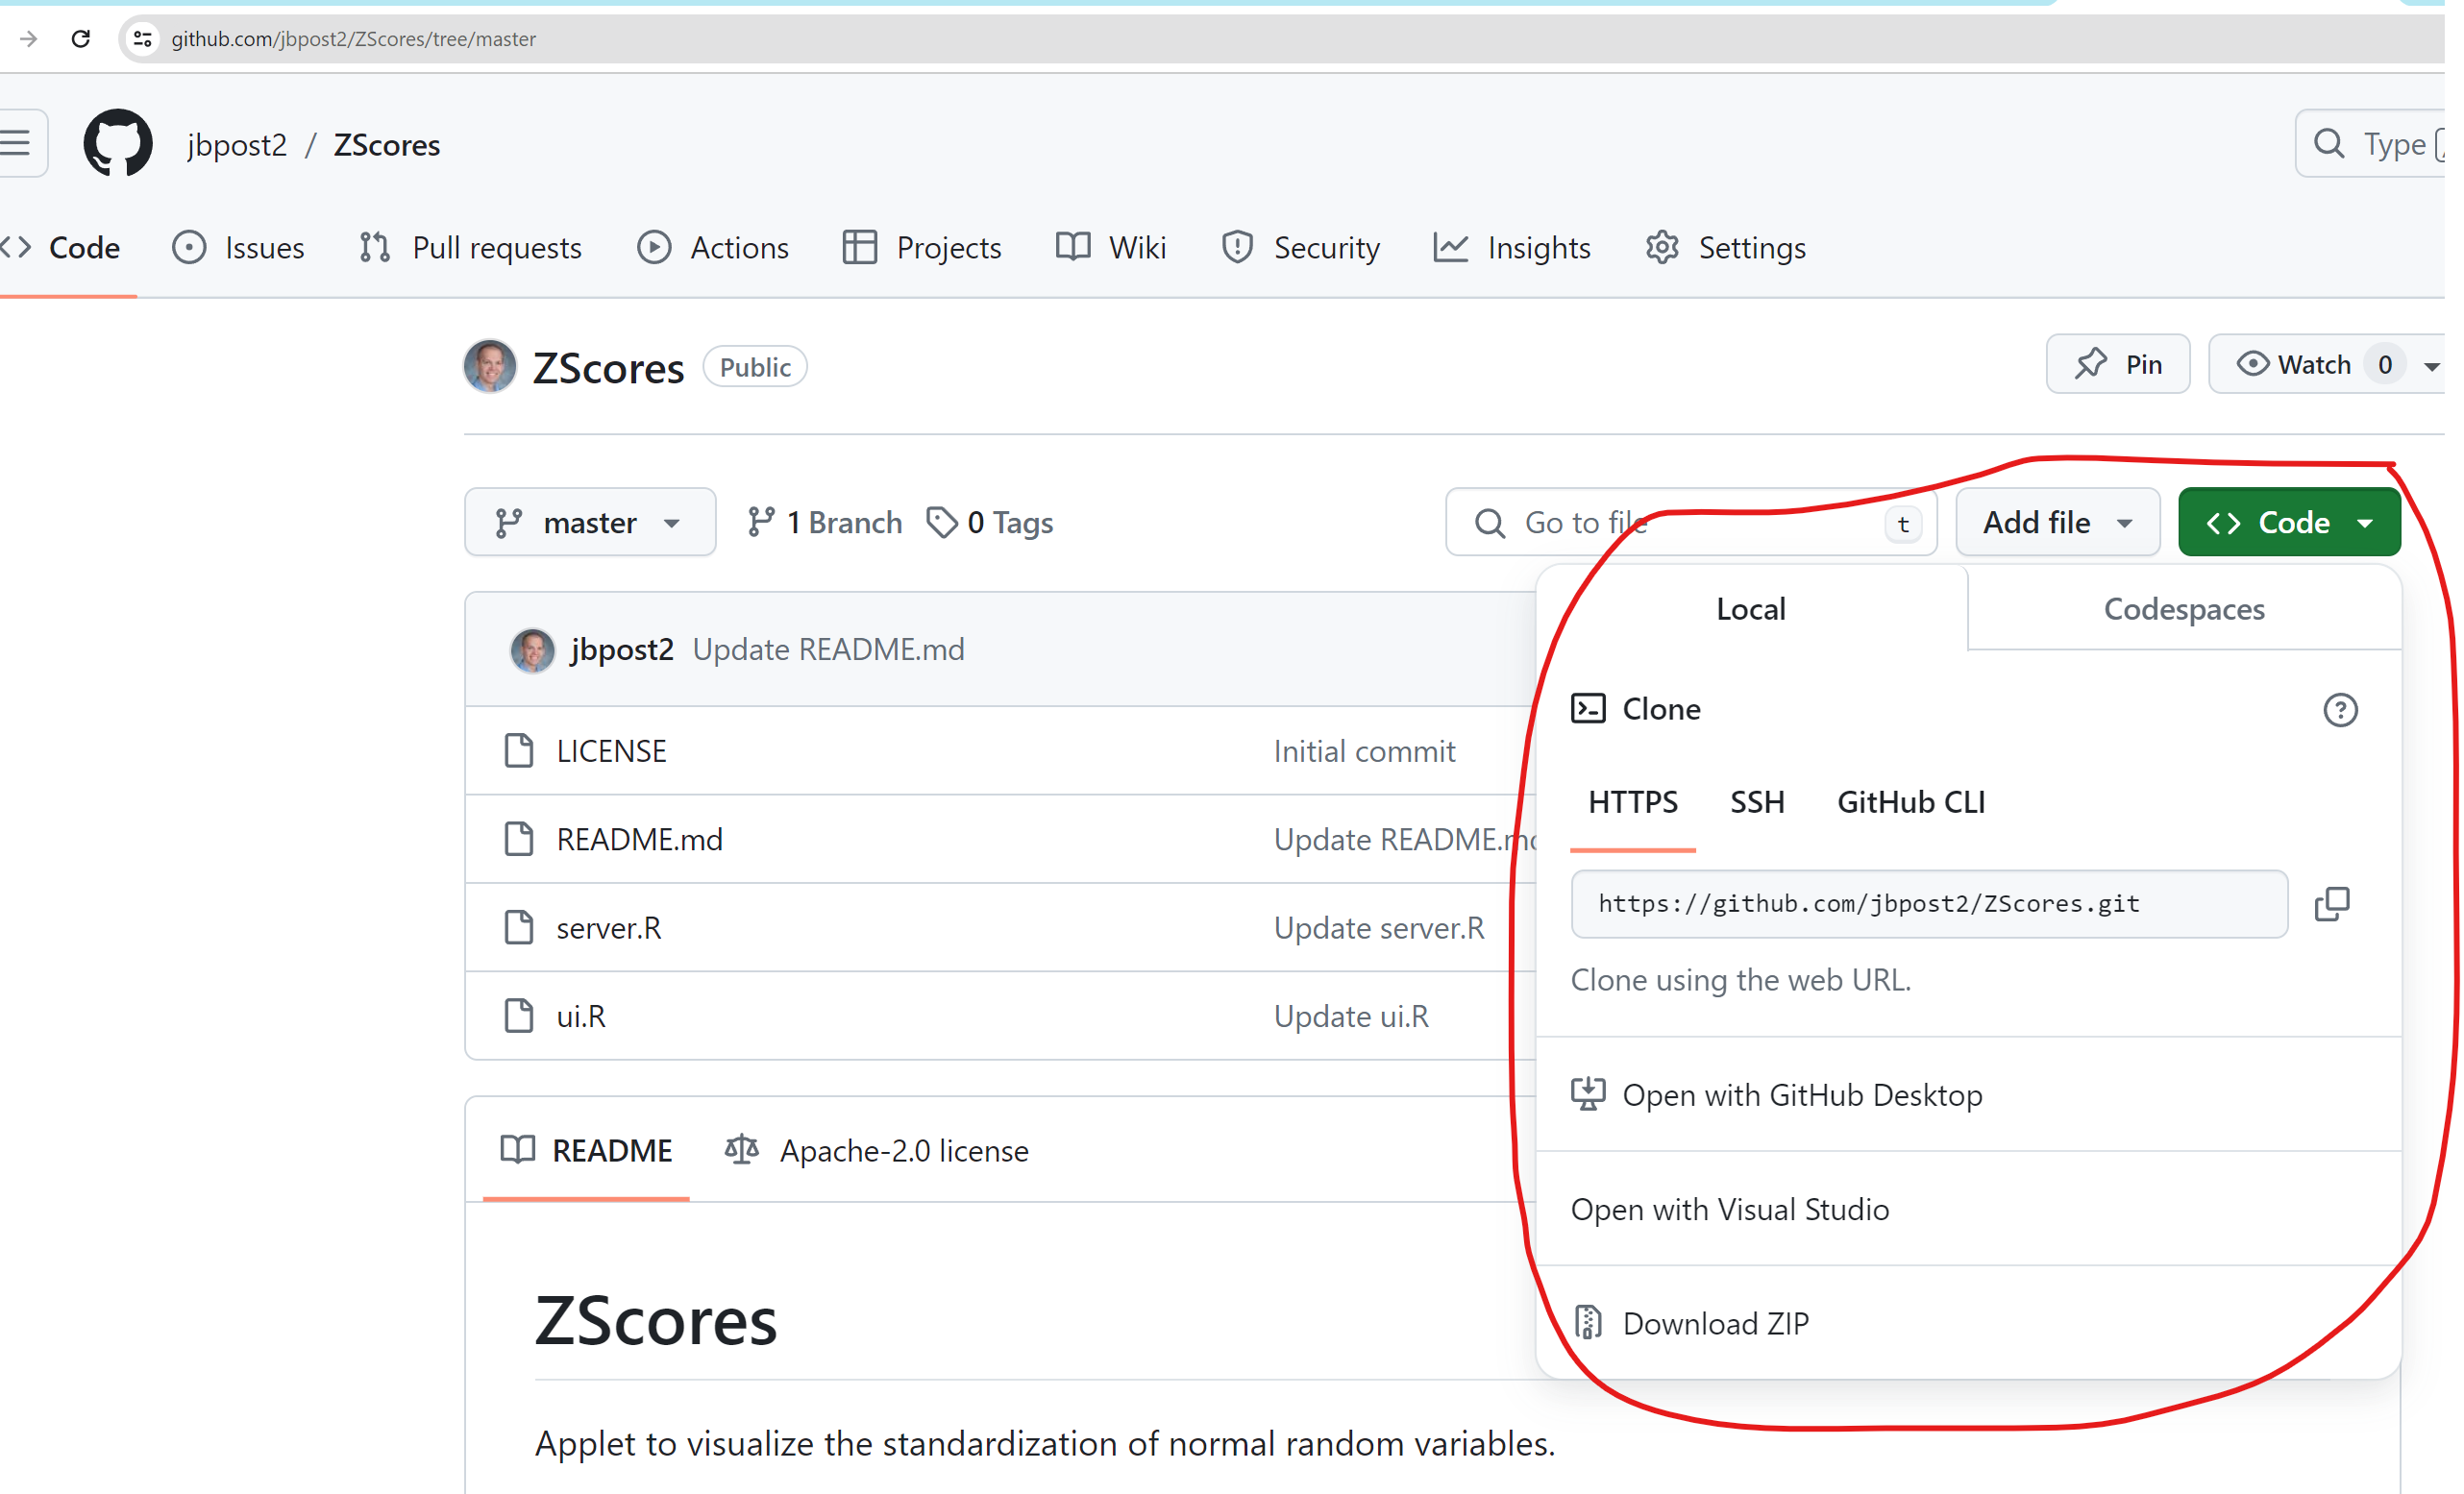 github.com/jbpost2/ZScores/tree/master
jbpost2 / ZScores
Type
Code Issues Pull requests Actions Projects Wiki Security Insights Settings
ZScores Public
Pin Watch 0
master 1 Branch 0 Tags
Go to file t Add file Code
Local Codespaces
jbpost2 Update README.md
Clone
LICENSE Initial commit
HTTPS SSH GitHub CLI
README.md Update README.md
https://github.com/jbpost2/ZScores.git
server.R Update server.R
Clone using the web URL.
ui.R Update ui.R
Open with GitHub Desktop
README Apache-2.0 license
Open with Visual Studio
ZScores
Download ZIP
Applet to visualize the standardization of normal random variables.